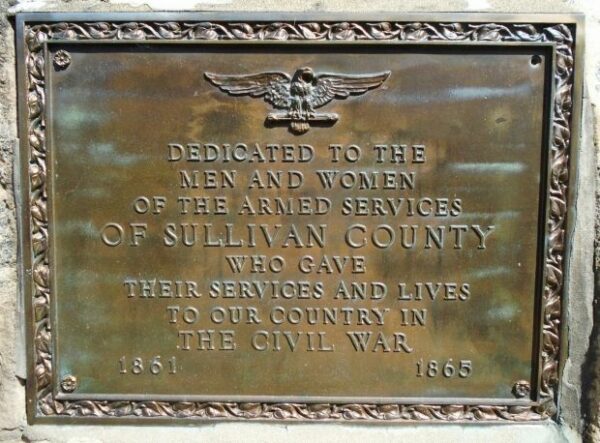 DEDICATED TO THE
MEN AND WOMEN
OF THE ARMED SERVICES
OF SULLIVAN COUNTY
WHO GAVE
THEIR SERVICES AND LIVES
TO OUR COUNTRY IN
THE CIVIL WAR
1861 1865